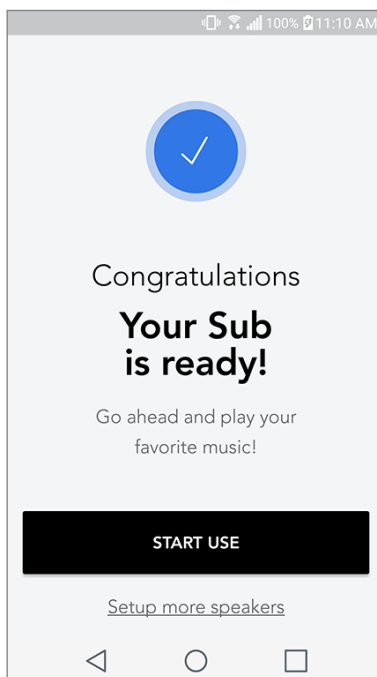 100% 11:10 AM
Congratulations
Your Sub
is ready!
Go ahead and play your
favorite music!
START USE
Setup more speakers